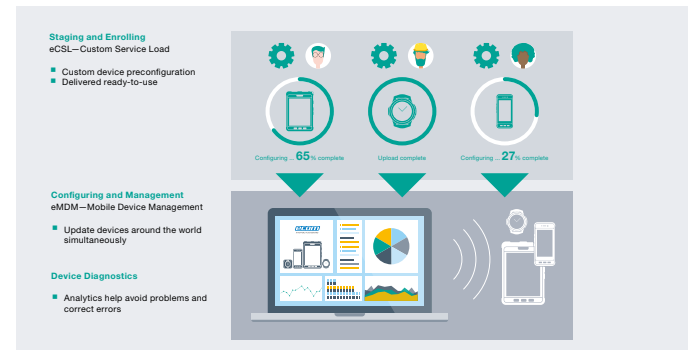 Staging and Enrolling
eCSL—Custom Service Load
Custom device preconfiguration
Delivered ready-to-use
Configuring ... 65% complete
Upload complete
Configuring ... 27% complete
Configuring and Management
eMDM—Mobile Device Management
Update devices around the world
simultaneously
Device Diagnostics
Analytics help avoid problems and
correct errors
ecom